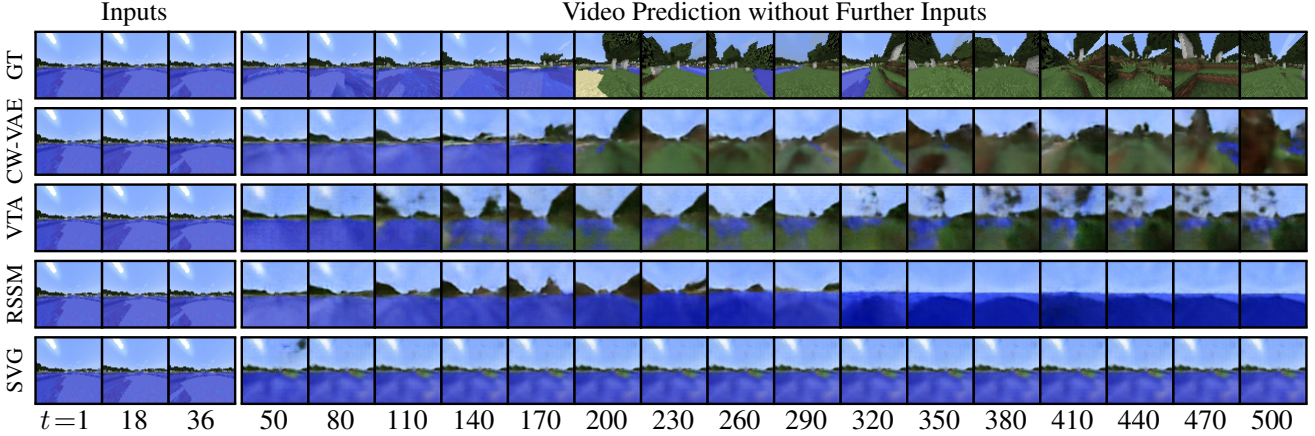 Inputs Video Prediction without Further Inputs
GT
CW-VAE
VTA
RSSM
SVG
t=1 18 36 50 80 110 140 170 200 230 260 290 320 350 380 410 440 470 500